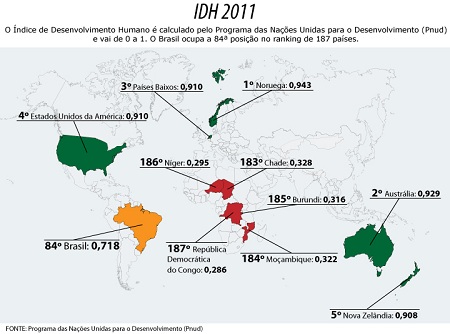 IDH 2011
O Índice de Desenvolvimento Humano é calculado pelo Programa das Nações Unidas para o Desenvolvimento (Pnud)
e vai de 0 a 1. O Brasil ocupa a 84ª posição no ranking de 187 países.
3º Países Baixos: 0,910
1º Noruega: 0,943
4º Estados Unidos da América: 0,910
186º Níger: 0,295
183º Chade: 0,328
185º Burundi: 0,316
2º Austrália: 0,929
84º Brasil: 0,718
187º República
Democrática
do Congo: 0,286
184º Moçambique: 0,322
5º Nova Zelândia: 0,908
FONTE: Programa das Nações Unidas para o Desenvolvimento (Pnud)